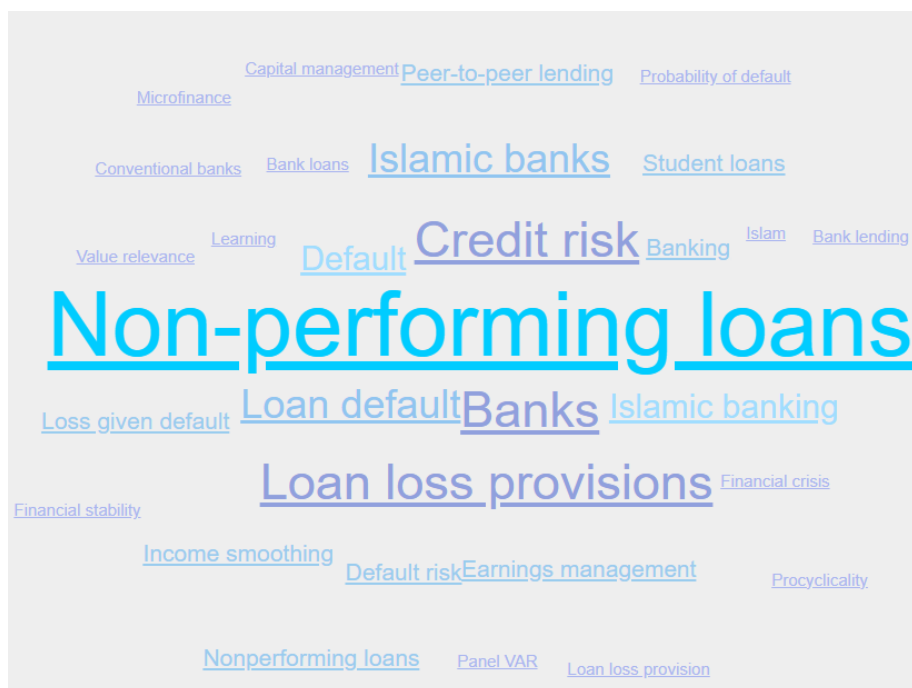 Capital management Peer-to-peer lending Probability of default
Microfinance
Conventional banks Bank loans Islamic banks Student loans
Value relevance Learning Default Credit risk Banking Islam Bank lending
Non-performing loans
Loss given default Loan default Banks Islamic banking
Loan loss provisions Financial crisis
Financial stability
Income smoothing Default risk Earnings management Procyclicality
Nonperforming loans Panel VAR Loan loss provision